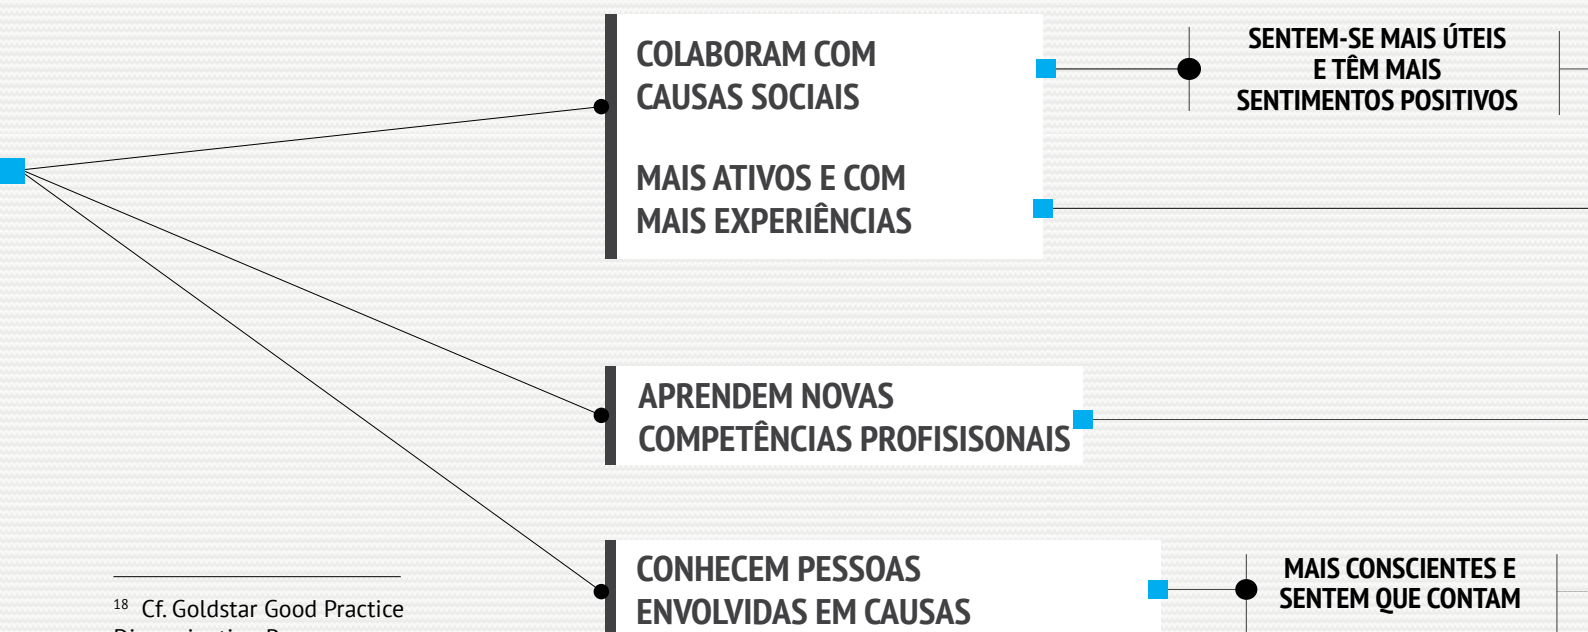 COLABORAM COM
CAUSAS SOCIAIS
MAIS ATIVOS E COM
MAIS EXPERIÊNCIAS
SENTEM-SE MAIS ÚTEIS
E TÊM MAIS
SENTIMENTOS POSITIVOS
APRENDEM NOVAS
COMPETÊNCIAS PROFISISONAIS
CONHECEM PESSOAS
ENVOLVIDAS EM CAUSAS
MAIS CONSCIENTES E
SENTEM QUE CONTAM
18 Cf. Goldstar Good Practice